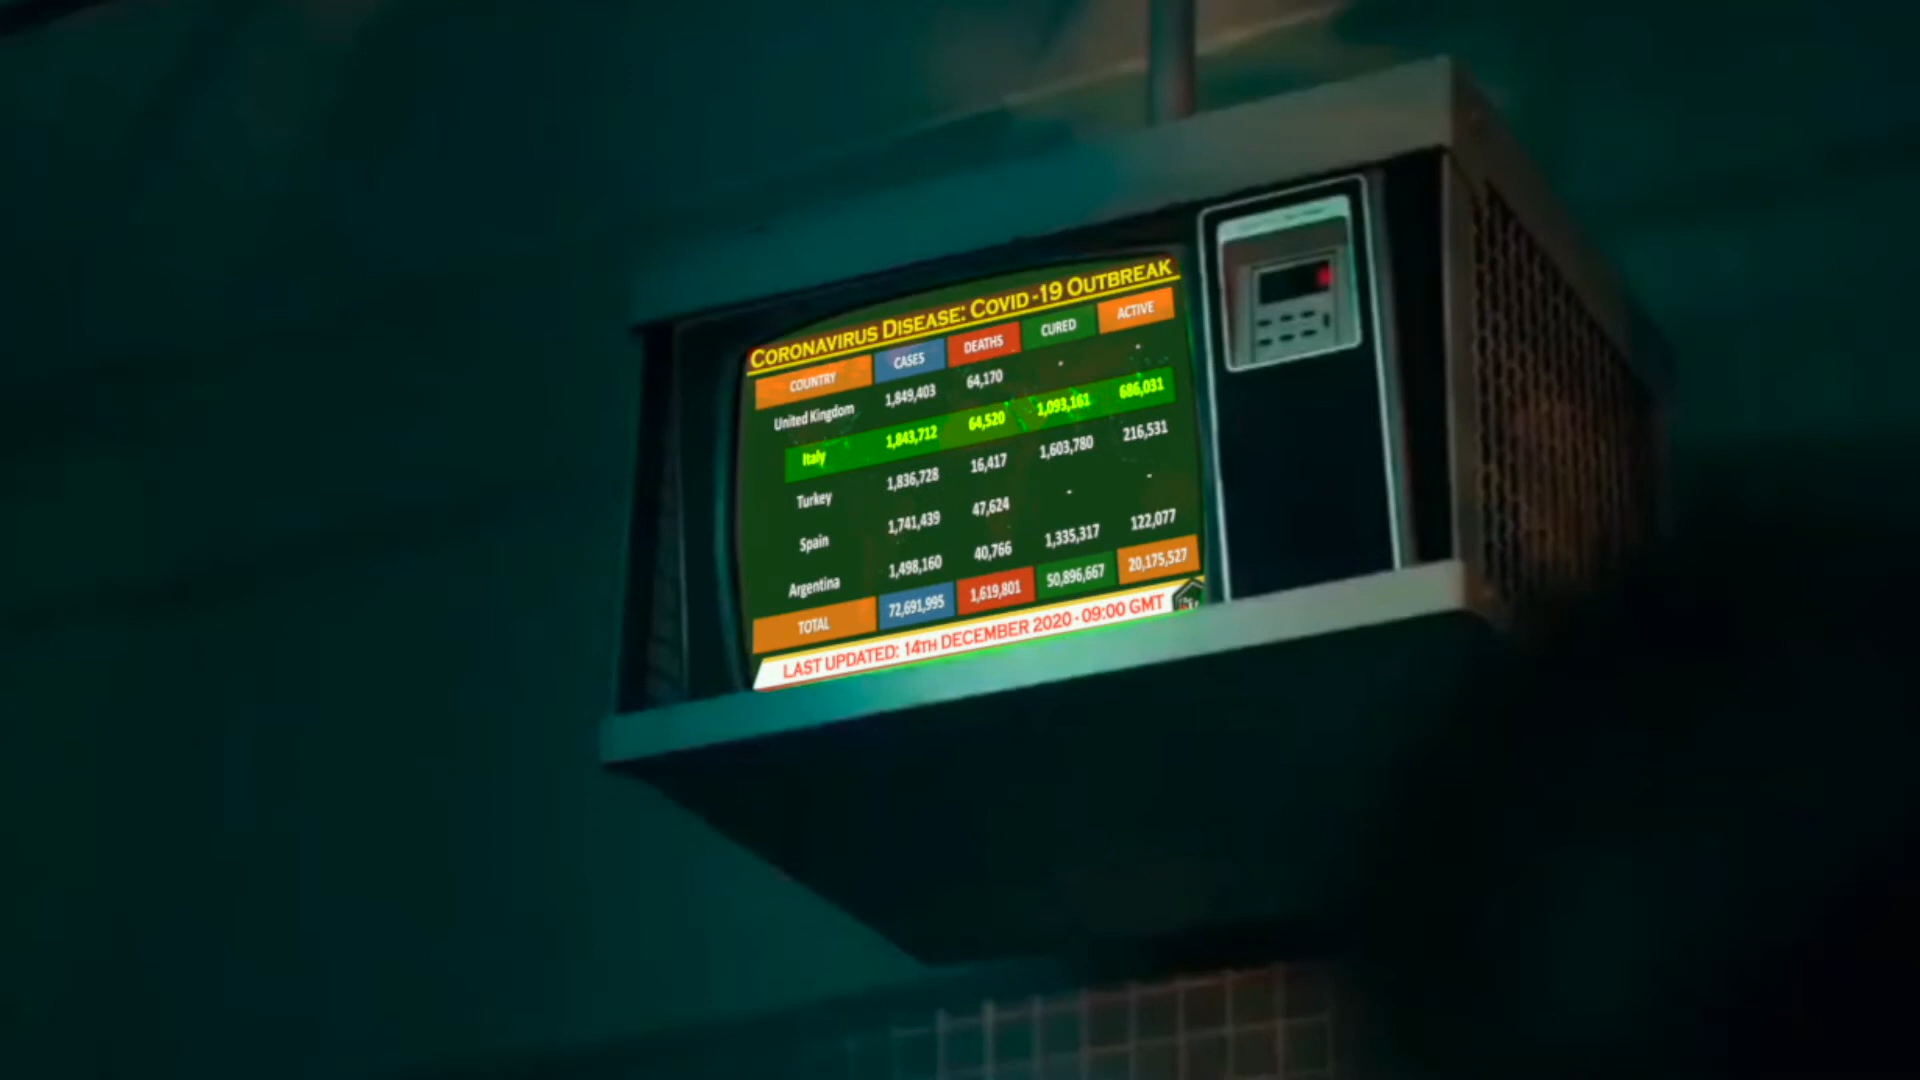 CORONAVIRUS DISEASE: COVID -19 OUTBREAK
COUNTRY CASES DEATHS CURED ACTIVE
United Kingdom 1,849,403 64,170 - -
Italy 1,843,712 64,520 1,093,161 686,031
Turkey 1,836,728 16,417 1,603,780 216,531
Spain 1,741,439 47,624 - -
Argentina 1,498,160 40,766 1,335,317 122,077
TOTAL 72,691,995 1,619,801 50,896,667 20,175,527
LAST UPDATED: 14TH DECEMBER 2020 - 09:00 GMT